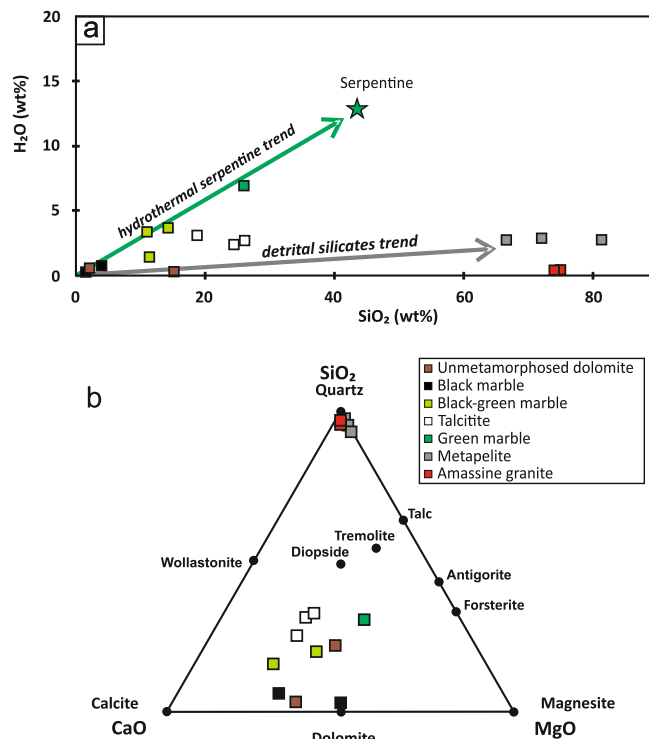 a
20
15
10
5
0
H₂O (wt%)
Serpentine
hydrothermal serpentine trend
detrital silicates trend
0 20 40 60 80
SiO₂ (wt%)
b
Unmetamorphosed dolomite
Black marble
Black-green marble
Talcitite
Green marble
Metapelite
Amassine granite
SiO₂
Quartz
Talc
Tremolite
Diopside
Wollastonite
Antigorite
Forsterite
Calcite
CaO
Magnesite
MgO
Dolomite